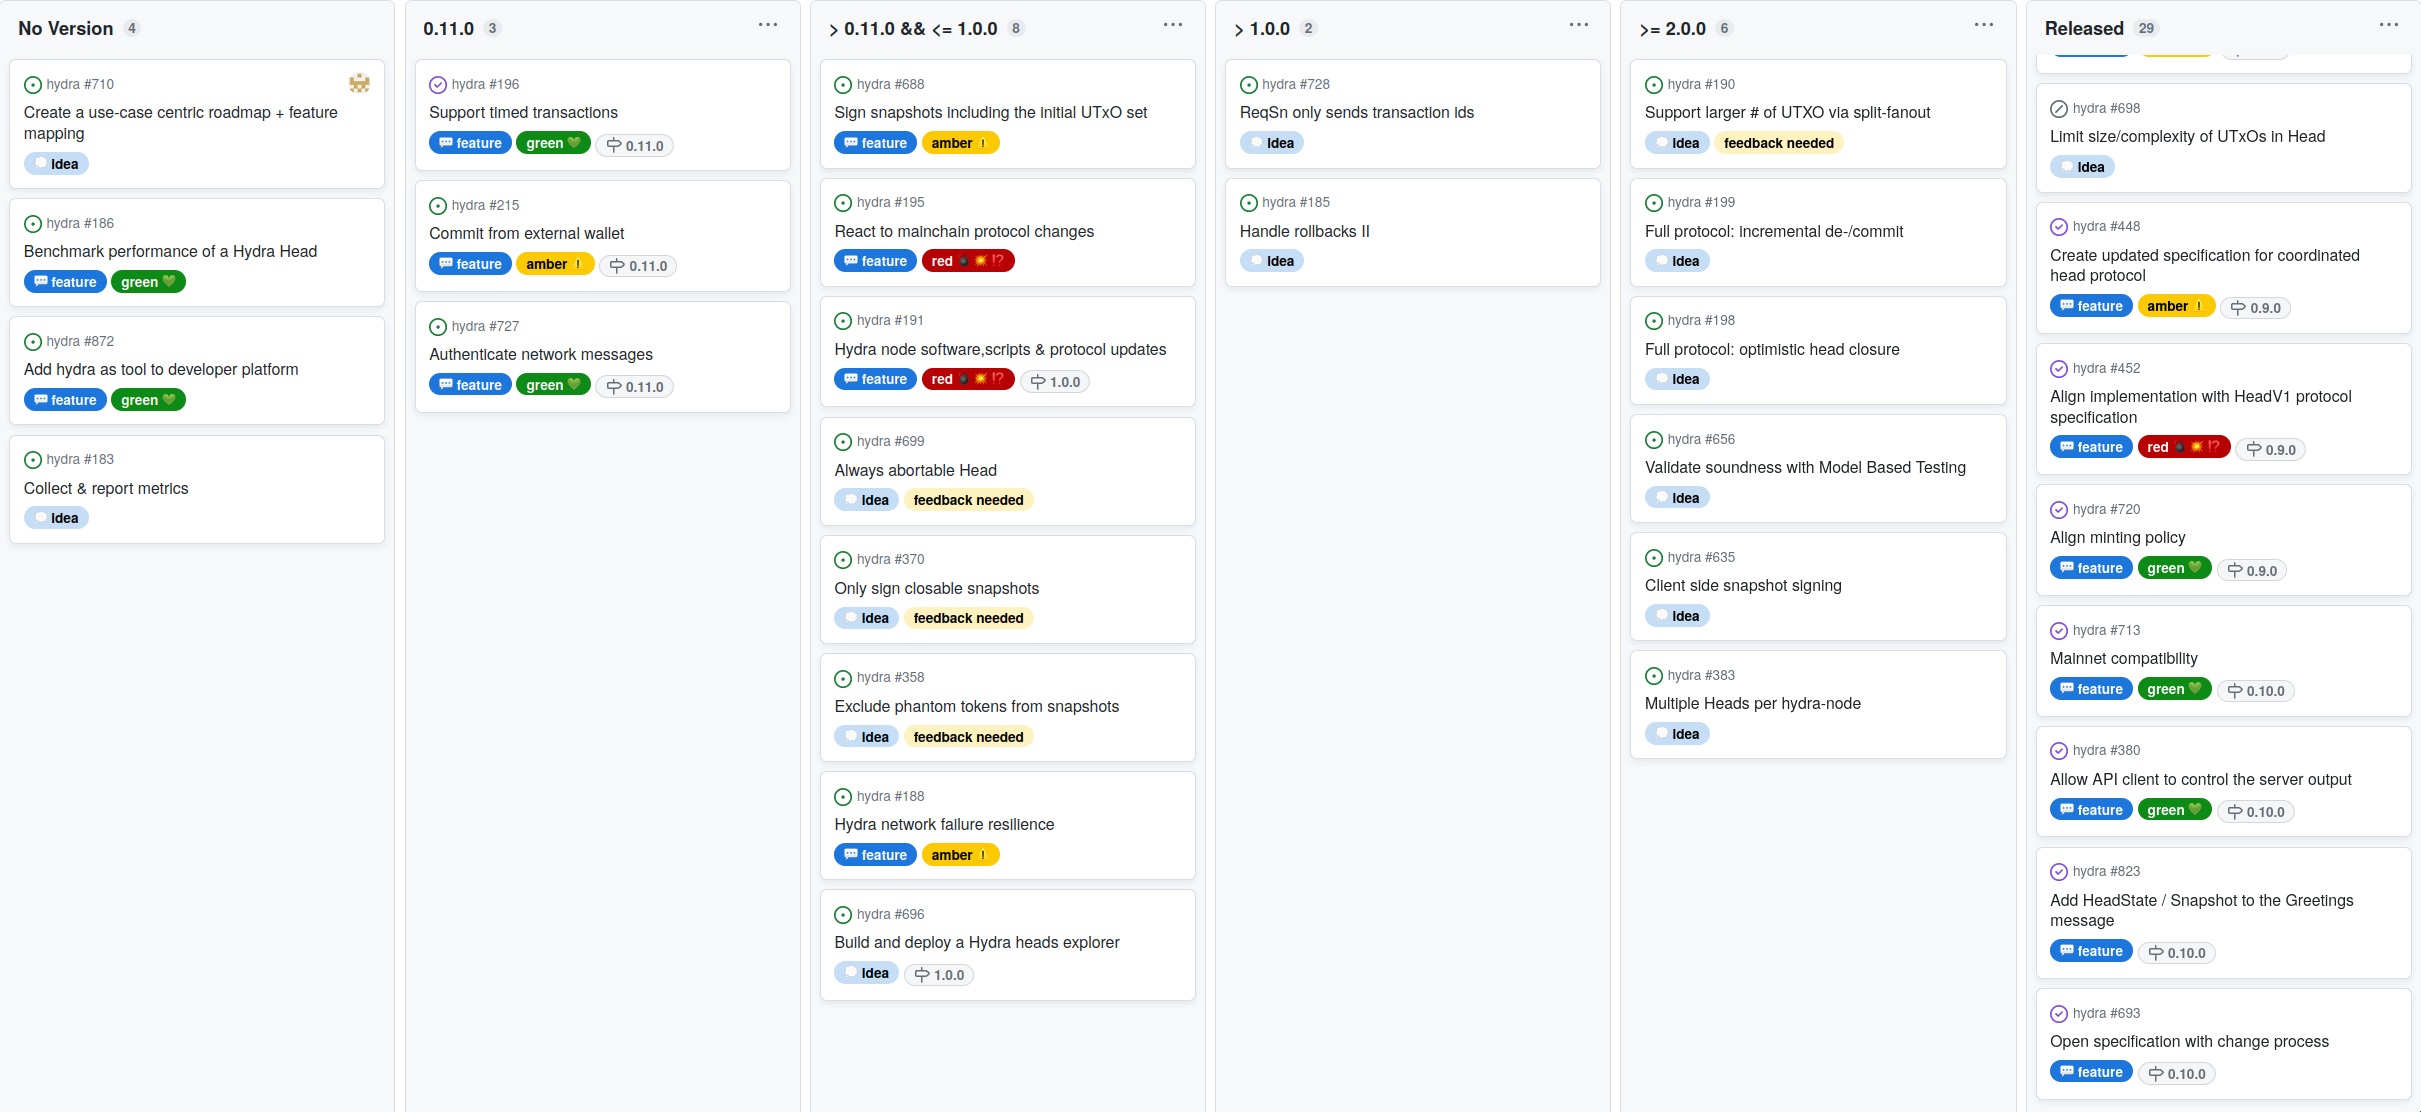 No Version 4
hydra #710
Create a use-case centric roadmap + feature
mapping
Idea
hydra #186
Benchmark performance of a Hydra Head
feature green
hydra #872
Add hydra as tool to developer platform
feature green
hydra #183
Collect & report metrics
Idea
0.11.0 3
hydra #196
Support timed transactions
feature green 0.11.0
hydra #215
Commit from external wallet
feature amber 0.11.0
hydra #727
Authenticate network messages
feature green 0.11.0
> 0.11.0 && <= 1.0.0 8
hydra #688
Sign snapshots including the initial UTxO set
feature amber
hydra #195
React to mainchain protocol changes
feature red
hydra #191
Hydra node software,scripts & protocol updates
feature red 1.0.0
hydra #699
Always abortable Head
Idea feedback needed
hydra #370
Only sign closable snapshots
Idea feedback needed
hydra #358
Exclude phantom tokens from snapshots
Idea feedback needed
hydra #188
Hydra network failure resilience
feature amber
hydra #696
Build and deploy a Hydra heads explorer
Idea 1.0.0
> 1.0.0 2
hydra #728
ReqSn only sends transaction ids
Idea
hydra #185
Handle rollbacks II
Idea
>= 2.0.0 6
hydra #190
Support larger # of UTXO via split-fanout
Idea feedback needed
hydra #199
Full protocol: incremental de-/commit
Idea
hydra #198
Full protocol: optimistic head closure
Idea
hydra #656
Validate soundness with Model Based Testing
Idea
hydra #635
Client side snapshot signing
Idea
hydra #383
Multiple Heads per hydra-node
Idea
Released 29
hydra #698
Limit size/complexity of UTxOs in Head
Idea
hydra #448
Create updated specification for coordinated
head protocol
feature amber 0.9.0
hydra #452
Align implementation with HeadV1 protocol
specification
feature red 0.9.0
hydra #720
Align minting policy
feature green 0.9.0
hydra #713
Mainnet compatibility
feature green 0.10.0
hydra #380
Allow API client to control the server output
feature green 0.10.0
hydra #823
Add HeadState / Snapshot to the Greetings
message
feature 0.10.0
hydra #693
Open specification with change process
feature 0.10.0